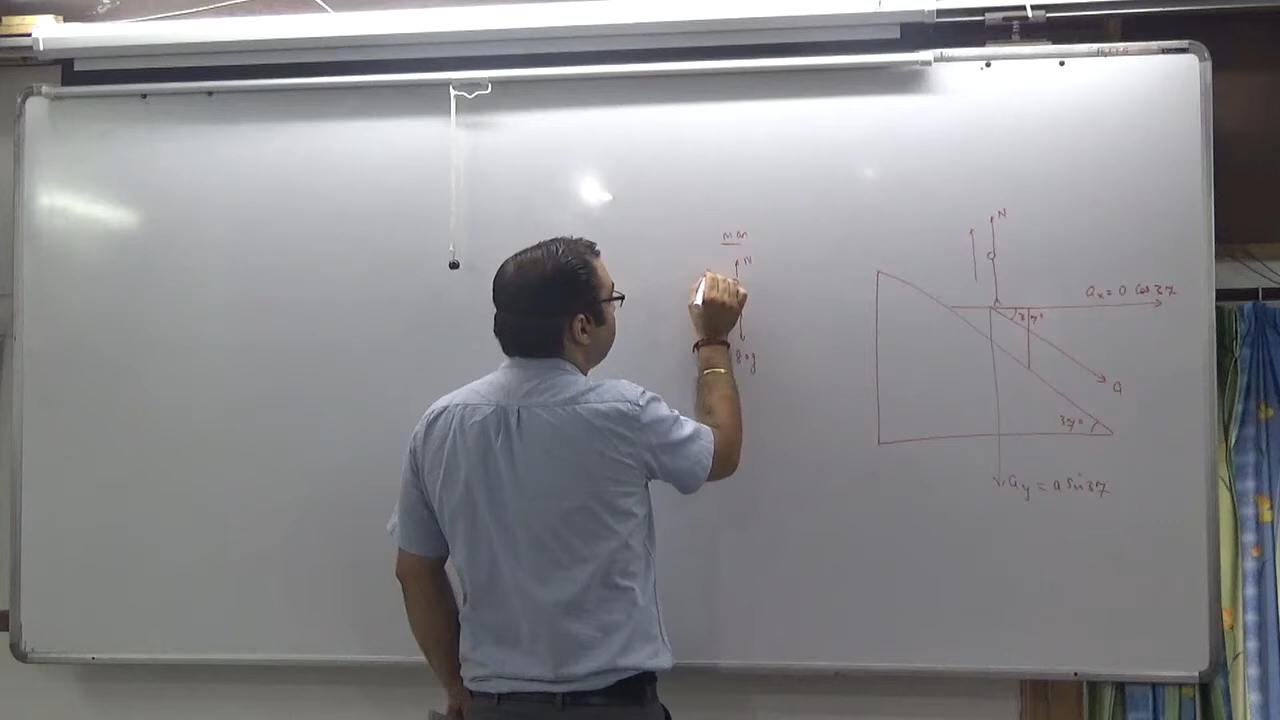 man
N
80g
N
ax = a cos 37
37°
a
37°
ay = a sin 37